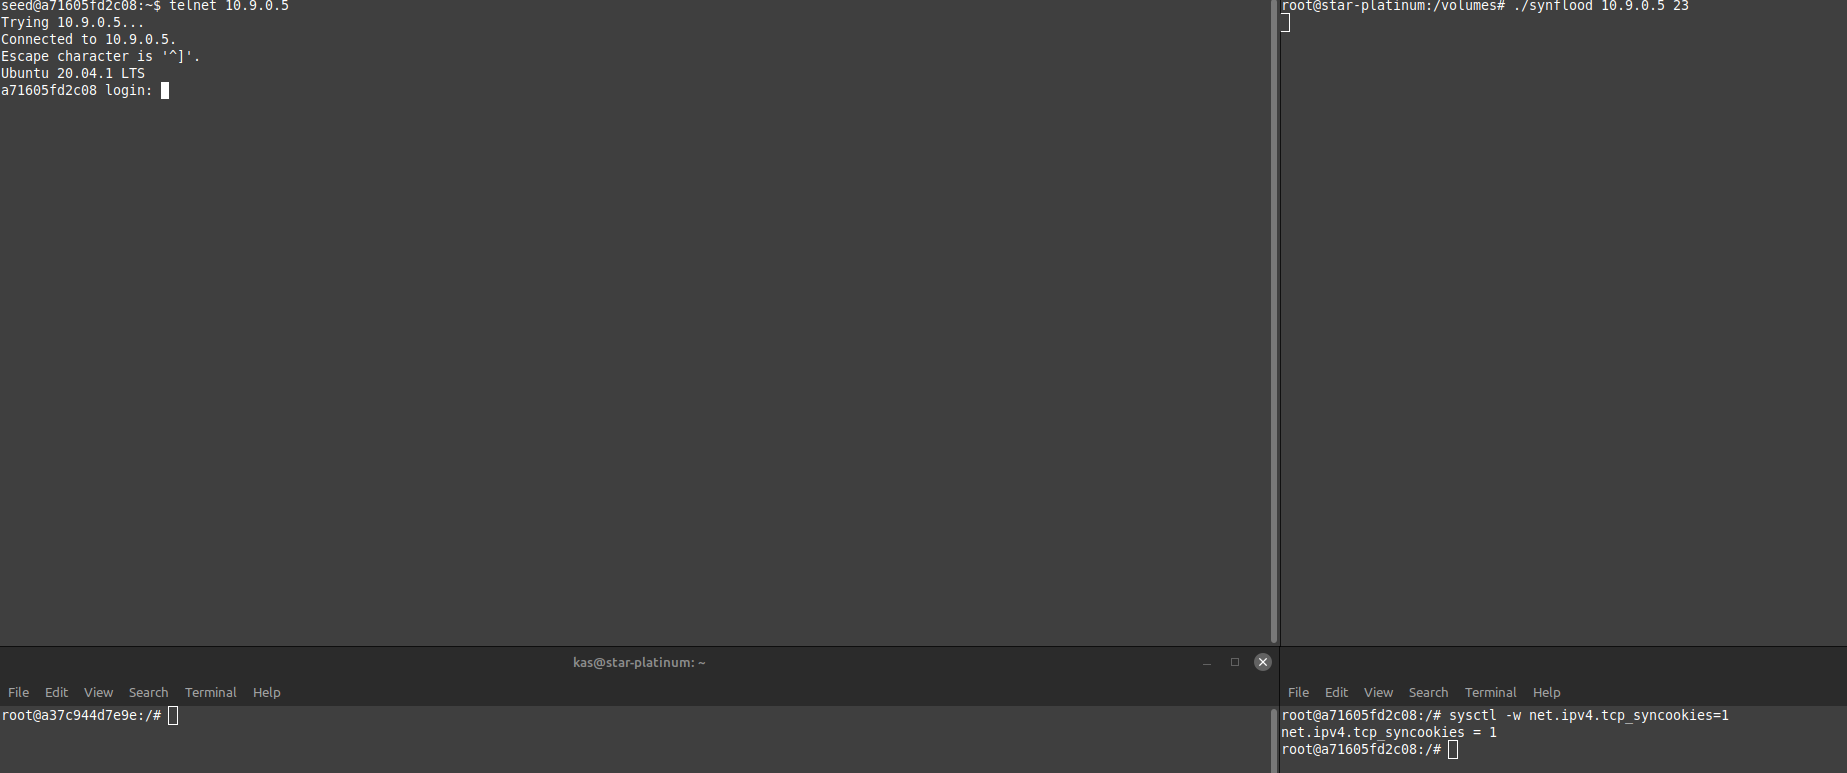 seed@a71605fd2c08:~$ telnet 10.9.0.5
Trying 10.9.0.5...
Connected to 10.9.0.5.
Escape character is '^]'.
Ubuntu 20.04.1 LTS
a71605fd2c08 login:
root@star-platinum:/volumes# ./synflood 10.9.0.5 23
kas@star-platinum: ~
File Edit View Search Terminal Help
root@a37c944d7e9e:/#
File Edit View Search Terminal Help
root@a71605fd2c08:/# sysctl -w net.ipv4.tcp_syncookies=1
net.ipv4.tcp_syncookies = 1
root@a71605fd2c08:/#